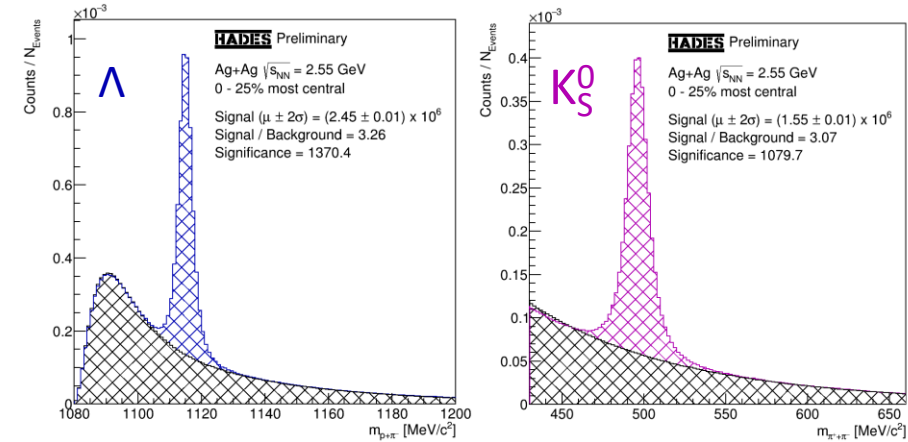 ×10⁻³
Counts / N_Events
Λ
HADES Preliminary
Ag+Ag √s_NN = 2.55 GeV
0 - 25% most central
Signal (μ ± 2σ) = (2.45 ± 0.01) x 10⁶
Signal / Background = 3.26
Significance = 1370.4
1
0.8
0.6
0.4
0.2
0
1080 1100 1120 1140 1160 1180 1200
m_p+π⁻ [MeV/c²]
×10⁻³
Counts / N_Events
K⁰_S
HADES Preliminary
Ag+Ag √s_NN = 2.55 GeV
0 - 25% most central
Signal (μ ± 2σ) = (1.55 ± 0.01) x 10⁶
Signal / Background = 3.07
Significance = 1079.7
0.4
0.35
0.3
0.25
0.2
0.15
0.1
0.05
0
450 500 550 600 650
m_π⁺+π⁻ [MeV/c²]